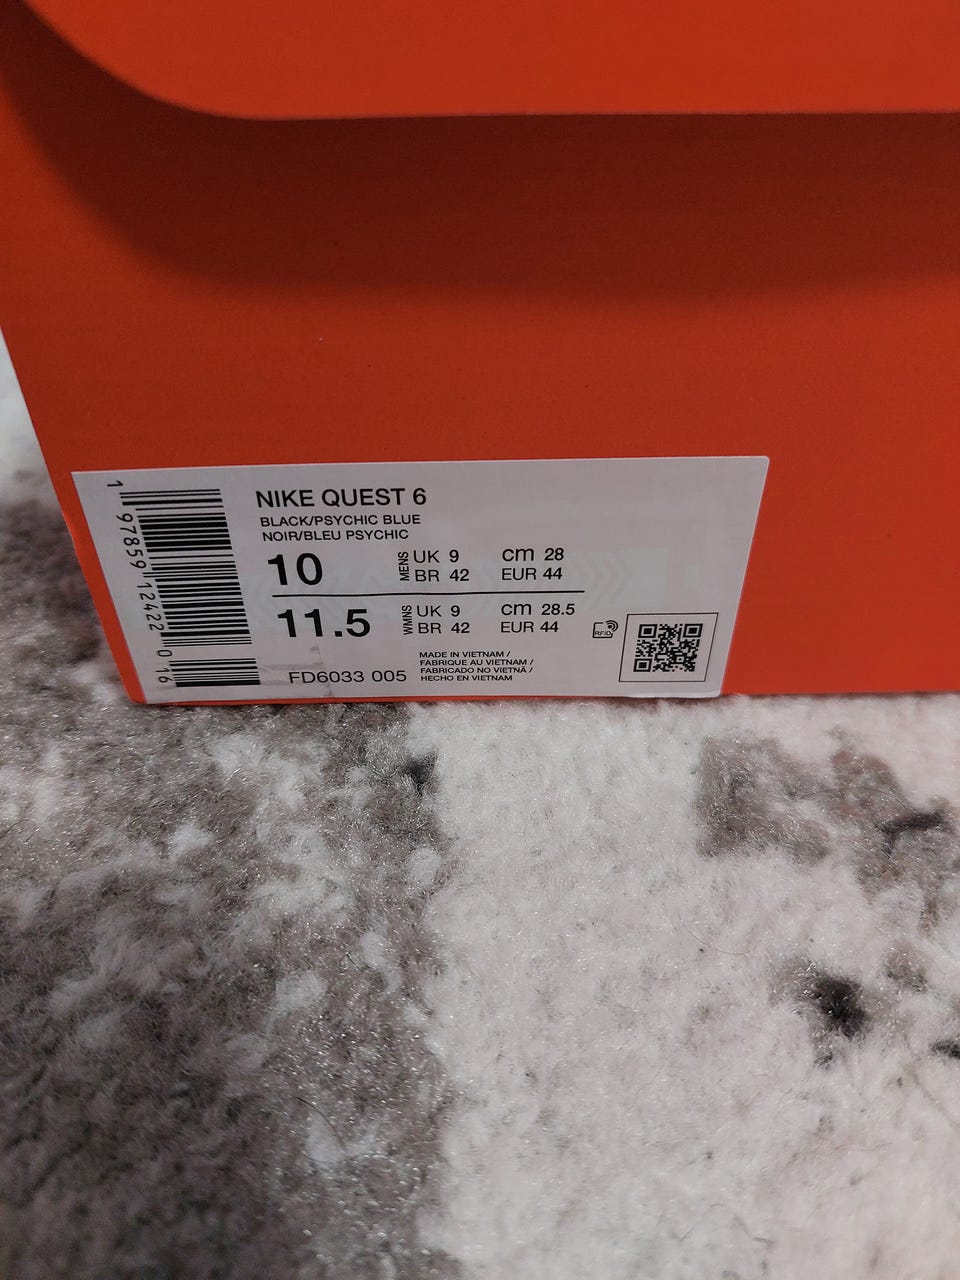 NIKE QUEST 6
BLACK/PSYCHIC BLUE
NOIR/BLEU PSYCHIC
10 MENS UK 9 cm 28
BR 42 EUR 44
11.5 WMNS UK 9 cm 28.5
BR 42 EUR 44
RFID
MADE IN VIETNAM /
FABRIQUE AU VIETNAM /
FABRICADO NO VIETNÃ /
HECHO EN VIETNAM
FD6033 005
1 97859 12422 0 16